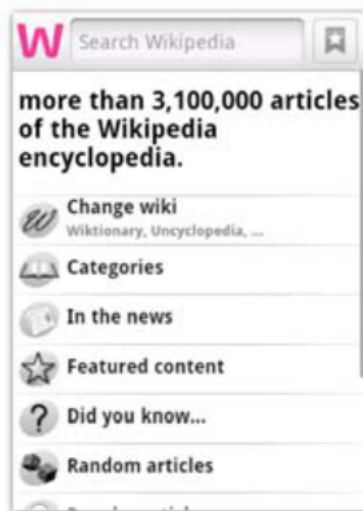 W Search Wikipedia
more than 3,100,000 articles
of the Wikipedia
encyclopedia.
Change wiki
Wiktionary, Uncyclopedia, ...
Categories
In the news
Featured content
Did you know...
Random articles